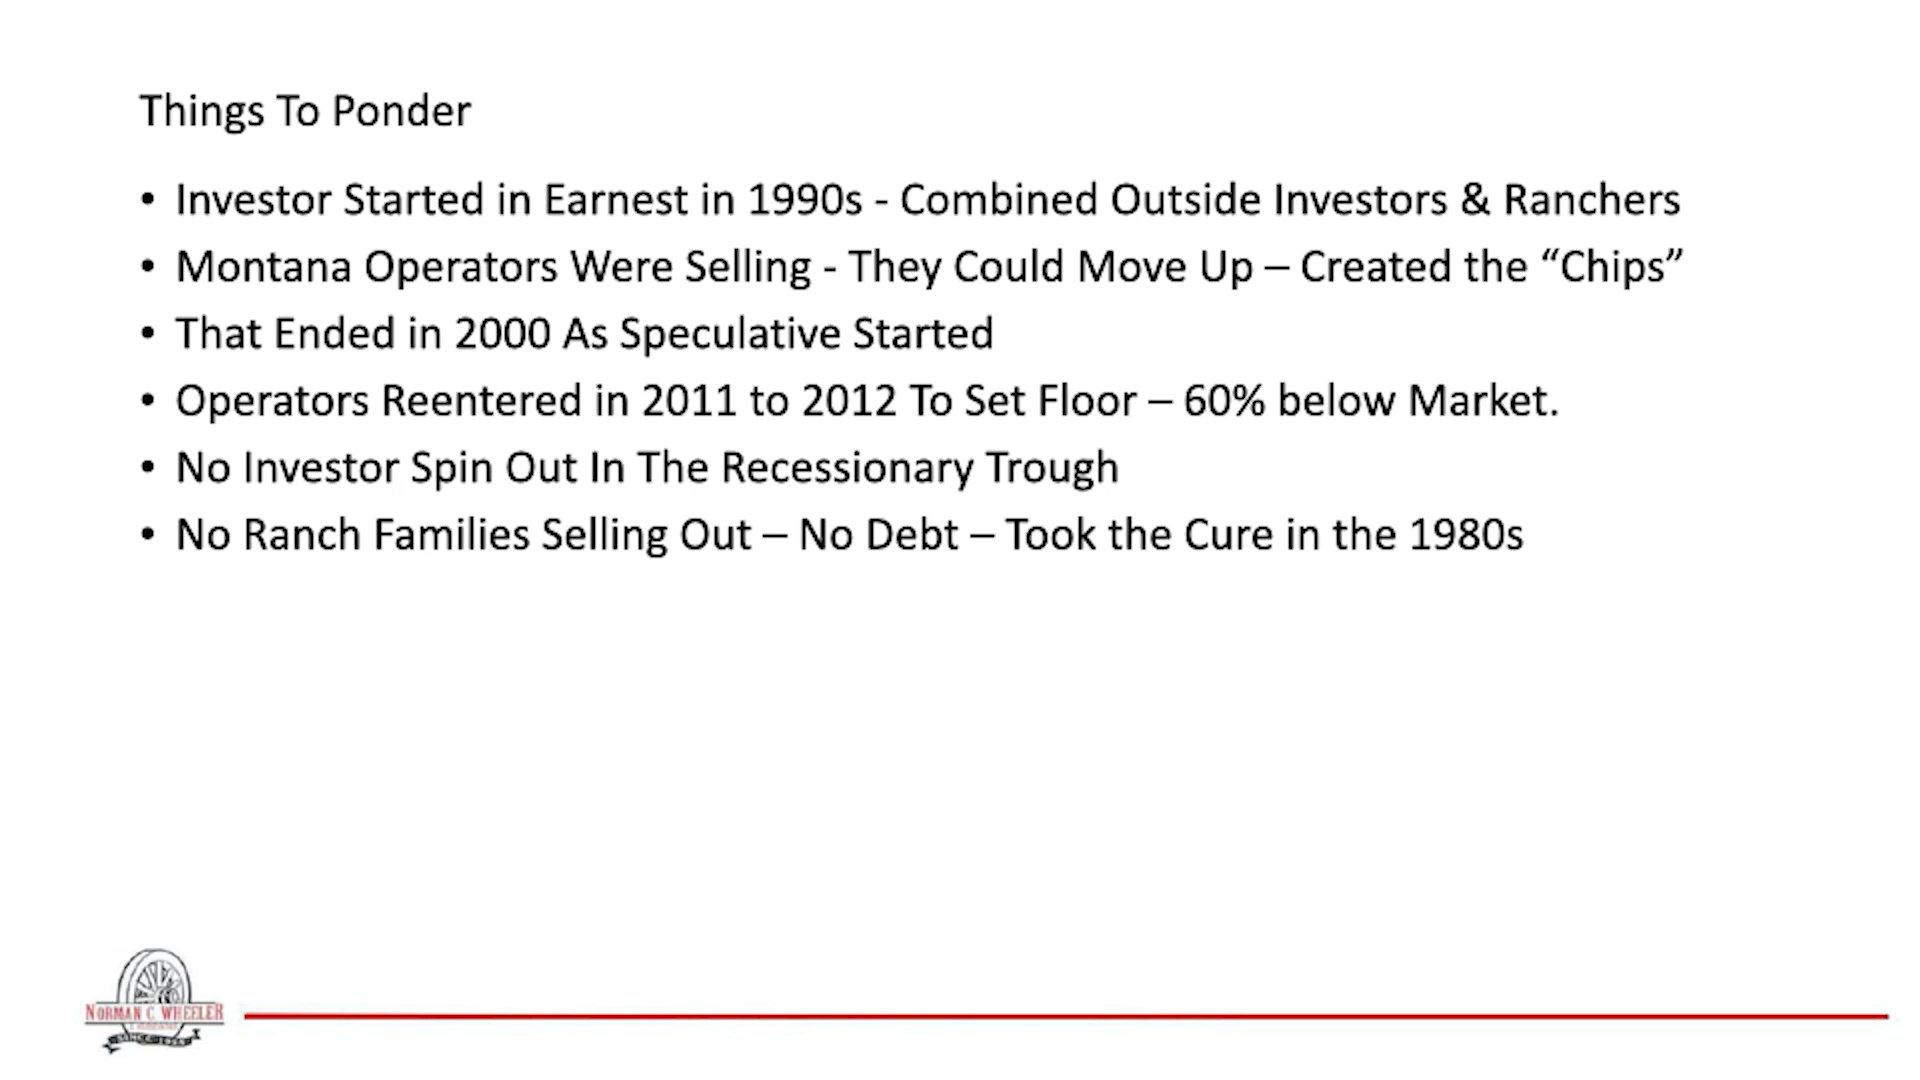 Things To Ponder
• Investor Started in Earnest in 1990s - Combined Outside Investors & Ranchers
• Montana Operators Were Selling - They Could Move Up – Created the “Chips”
• That Ended in 2000 As Speculative Started
• Operators Reentered in 2011 to 2012 To Set Floor – 60% below Market.
• No Investor Spin Out In The Recessionary Trough
• No Ranch Families Selling Out – No Debt – Took the Cure in the 1980s
NORMAN C. WHEELER
SINCE